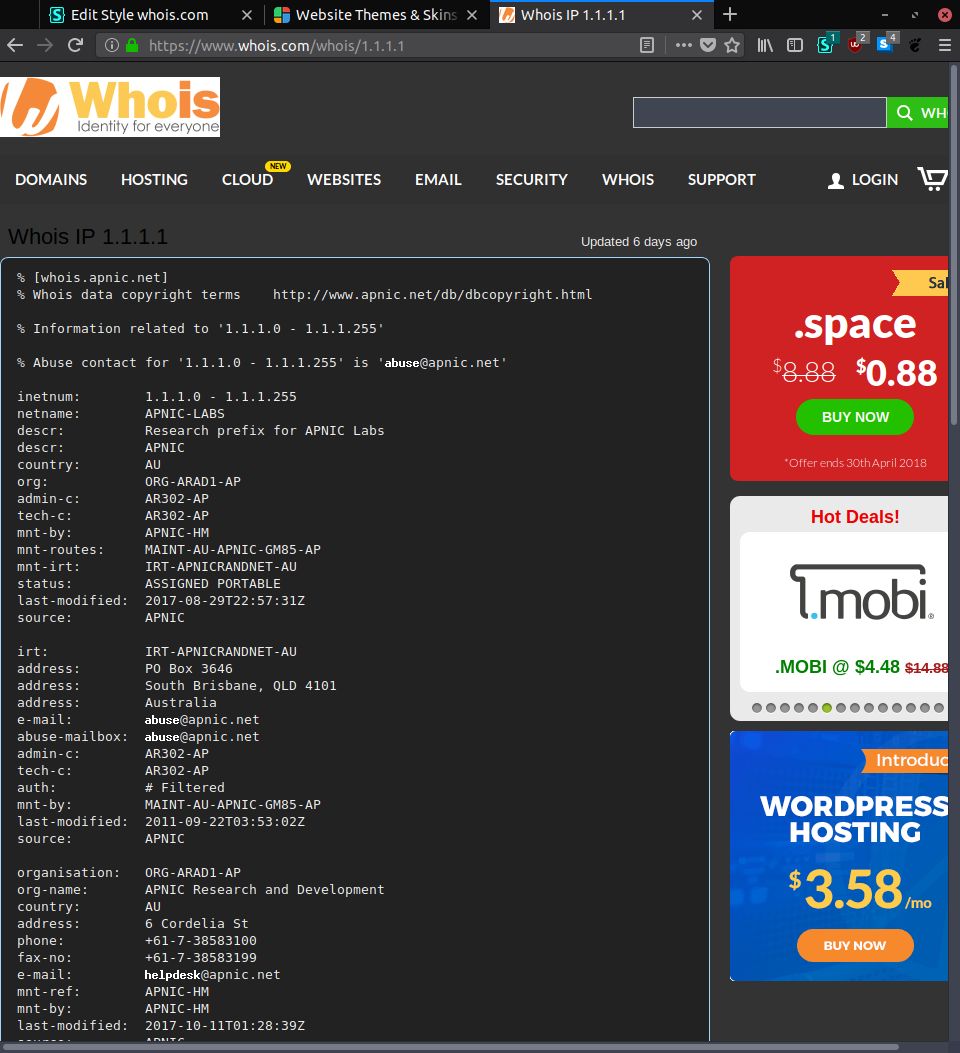 Edit Style whois.com
Website Themes & Skins
Whois IP 1.1.1.1
https://www.whois.com/whois/1.1.1.1
1
2
4
Whois
Identity for everyone
WH
DOMAINS HOSTING CLOUD NEW WEBSITES EMAIL SECURITY WHOIS SUPPORT LOGIN
Whois IP 1.1.1.1
Updated 6 days ago
% [whois.apnic.net]
% Whois data copyright terms    http://www.apnic.net/db/dbcopyright.html
% Information related to '1.1.1.0 - 1.1.1.255'
% Abuse contact for '1.1.1.0 - 1.1.1.255' is 'abuse@apnic.net'
inetnum:        1.1.1.0 - 1.1.1.255
netname:        APNIC-LABS
descr:          Research prefix for APNIC Labs
descr:          APNIC
country:        AU
org:            ORG-ARAD1-AP
admin-c:        AR302-AP
tech-c:         AR302-AP
mnt-by:         APNIC-HM
mnt-routes:     MAINT-AU-APNIC-GM85-AP
mnt-irt:        IRT-APNICRANDNET-AU
status:         ASSIGNED PORTABLE
last-modified:  2017-08-29T22:57:31Z
source:         APNIC
irt:            IRT-APNICRANDNET-AU
address:        PO Box 3646
address:        South Brisbane, QLD 4101
address:        Australia
e-mail:         abuse@apnic.net
abuse-mailbox:  abuse@apnic.net
admin-c:        AR302-AP
tech-c:         AR302-AP
auth:           # Filtered
mnt-by:         MAINT-AU-APNIC-GM85-AP
last-modified:  2011-09-22T03:53:02Z
source:         APNIC
organisation:   ORG-ARAD1-AP
org-name:       APNIC Research and Development
country:        AU
address:        6 Cordelia St
phone:          +61-7-38583100
fax-no:         +61-7-38583199
e-mail:         helpdesk@apnic.net
mnt-ref:        APNIC-HM
mnt-by:         APNIC-HM
last-modified:  2017-10-11T01:28:39Z
Sal
.space
$8.88 $0.88
BUY NOW
*Offer ends 30th April 2018
Hot Deals!
.mobi®
.MOBI @ $4.48 $14.88
Introduc
WORDPRESS
HOSTING
$3.58/mo
BUY NOW